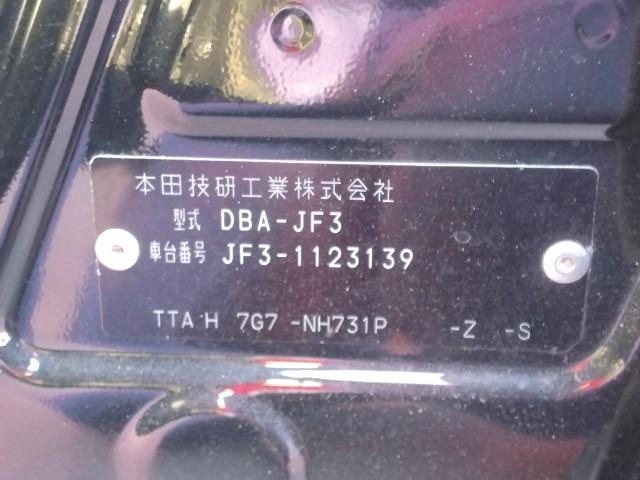 本田技研工業株式会社
型式 DBA-JF3
車台番号 JF3-1123139
TTA H 7G7 -NH731P -Z -S